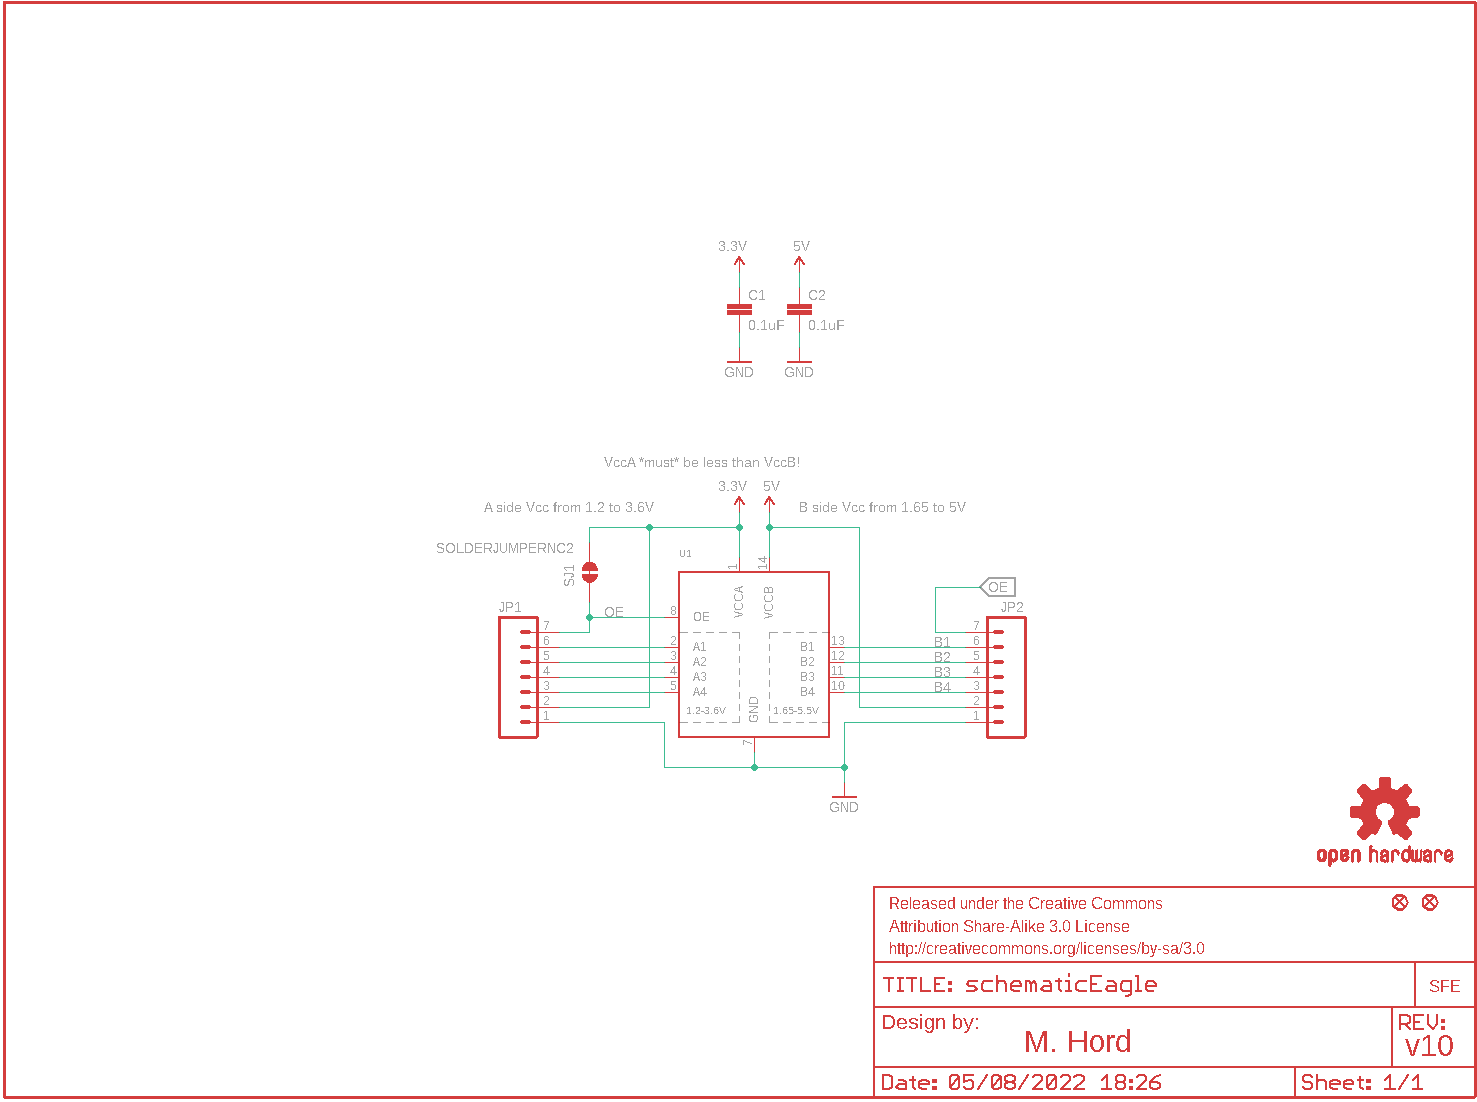 3.3V 5V
C1 C2
0.1uF 0.1uF
GND GND
VccA *must* be less than VccB!
3.3V 5V
A side Vcc from 1.2 to 3.6V B side Vcc from 1.65 to 5V
SOLDERJUMPERNC2
U1
SJ1
1
14
VCCA
VCCB
OE
JP1 JP2
OE 8 OE
7 7
6 2 A1 B1 13 B1 6
5 3 A2 B2 12 B2 5
4 4 A3 B3 11 B3 4
3 5 A4 B4 10 B4 3
2 2
1.2-3.6V GND 1.65-5.5V
1 1
7
GND
open hardware
Released under the Creative Commons
Attribution Share-Alike 3.0 License
http://creativecommons.org/licenses/by-sa/3.0
TITLE: schematicEagle SFE
Design by: REV:
M. Hord v10
Date: 05/08/2022 18:26 Sheet: 1/1